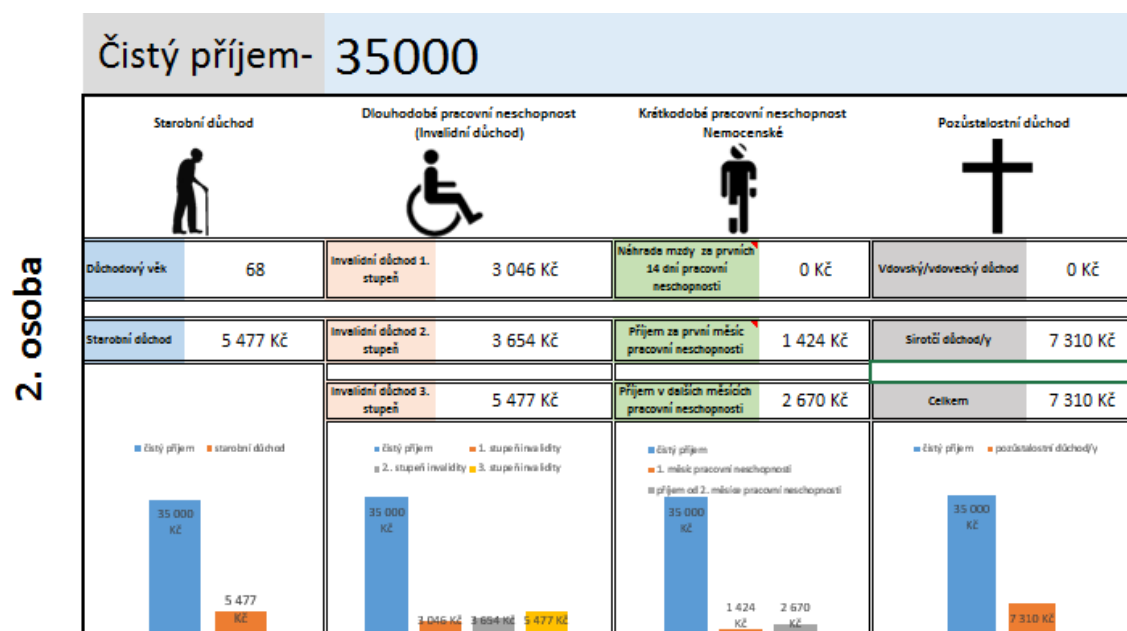 Čistý příjem- 35000
2. osoba
Starobní důchod
Dlouhodobá pracovní neschopnost
(Invalidní důchod)
Krátkodobá pracovní neschopnost
Nemocenské
Pozůstalostní důchod
Důchodový věk 68
Invalidní důchod 1.
stupeň
3 046 Kč
Náhrada mzdy za prvních
14 dní pracovní
neschopnosti
0 Kč
Vdovský/vdovecký důchod 0 Kč
Starobní důchod 5 477 Kč
Invalidní důchod 2.
stupeň
3 654 Kč
Příjem za první měsíc
pracovní neschopnosti
1 424 Kč
Sirotčí důchod/y 7 310 Kč
Invalidní důchod 3.
stupeň
5 477 Kč
Příjem v dalších měsících
pracovní neschopnosti
2 670 Kč
Celkem 7 310 Kč
čistý příjem starobní důchod
35 000
Kč
5 477
Kč
čistý příjem 1. stupeň invalidity
2. stupeň invalidity 3. stupeň invalidity
35 000
Kč
3 046 Kč 3 654 Kč 5 477 Kč
čistý příjem
1. měsíc pracovní neschopnosti
příjem od 2. měsíce pracovní neschopnosti
35 000
Kč
1 424
Kč
2 670
Kč
čistý příjem pozůstalostní důchod/y
35 000
Kč
7 310 Kč